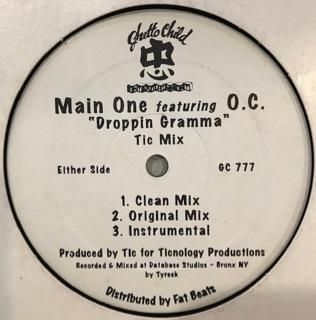 Ghetto Child
忠
Main One featuring O.C.
"Droppin Gramma"
Tic Mix
Either Side
GC 777
1. Clean Mix
2. Original Mix
3. Instrumental
Produced by Tic for Ticnology Productions
Recorded & Mixed at Database Studios - Bronx NY
by Tyreek
Distributed by Fat Beats